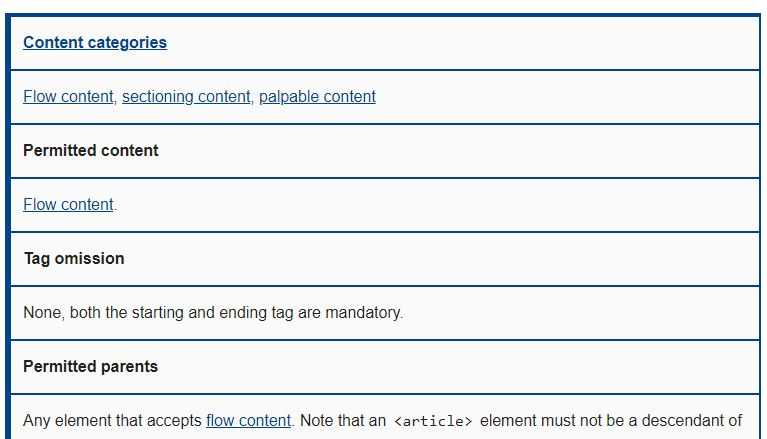 Content categories
Flow content, sectioning content, palpable content
Permitted content
Flow content.
Tag omission
None, both the starting and ending tag are mandatory.
Permitted parents
Any element that accepts flow content. Note that an <article> element must not be a descendant of